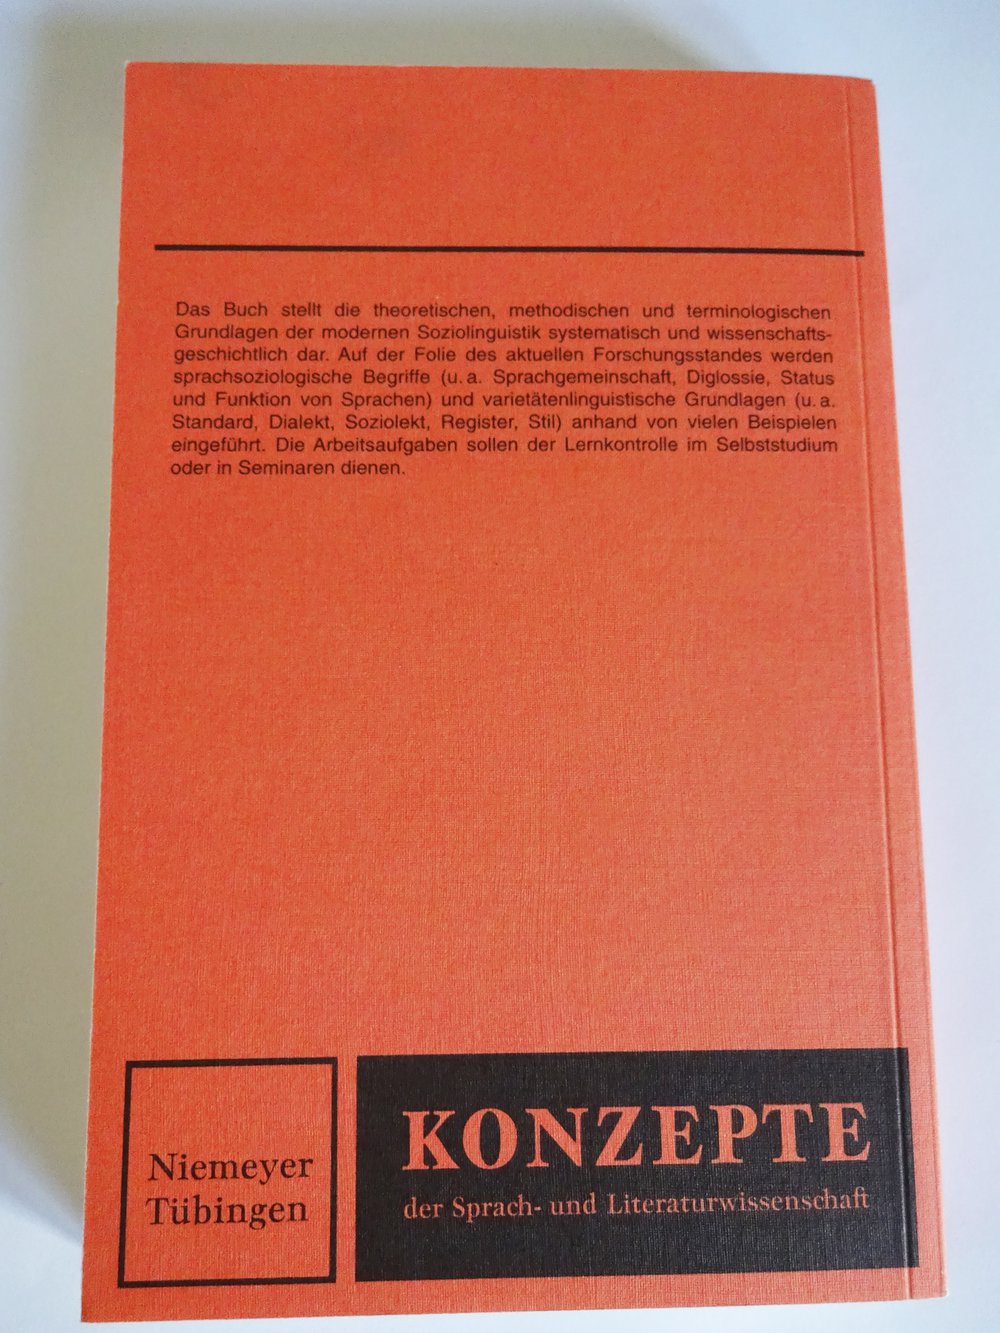 Das Buch stellt die theoretischen, methodischen und terminologischen
Grundlagen der modernen Soziolinguistik systematisch und wissenschafts-
geschichtlich dar. Auf der Folie des aktuellen Forschungsstandes werden
sprachsoziologische Begriffe (u. a. Sprachgemeinschaft, Diglossie, Status
und Funktion von Sprachen) und varietätenlinguistische Grundlagen (u. a.
Standard, Dialekt, Soziolekt, Register, Stil) anhand von vielen Beispielen
eingeführt. Die Arbeitsaufgaben sollen der Lernkontrolle im Selbststudium
oder in Seminaren dienen.
Niemeyer
Tübingen
KONZEPTE
der Sprach- und Literaturwissenschaft